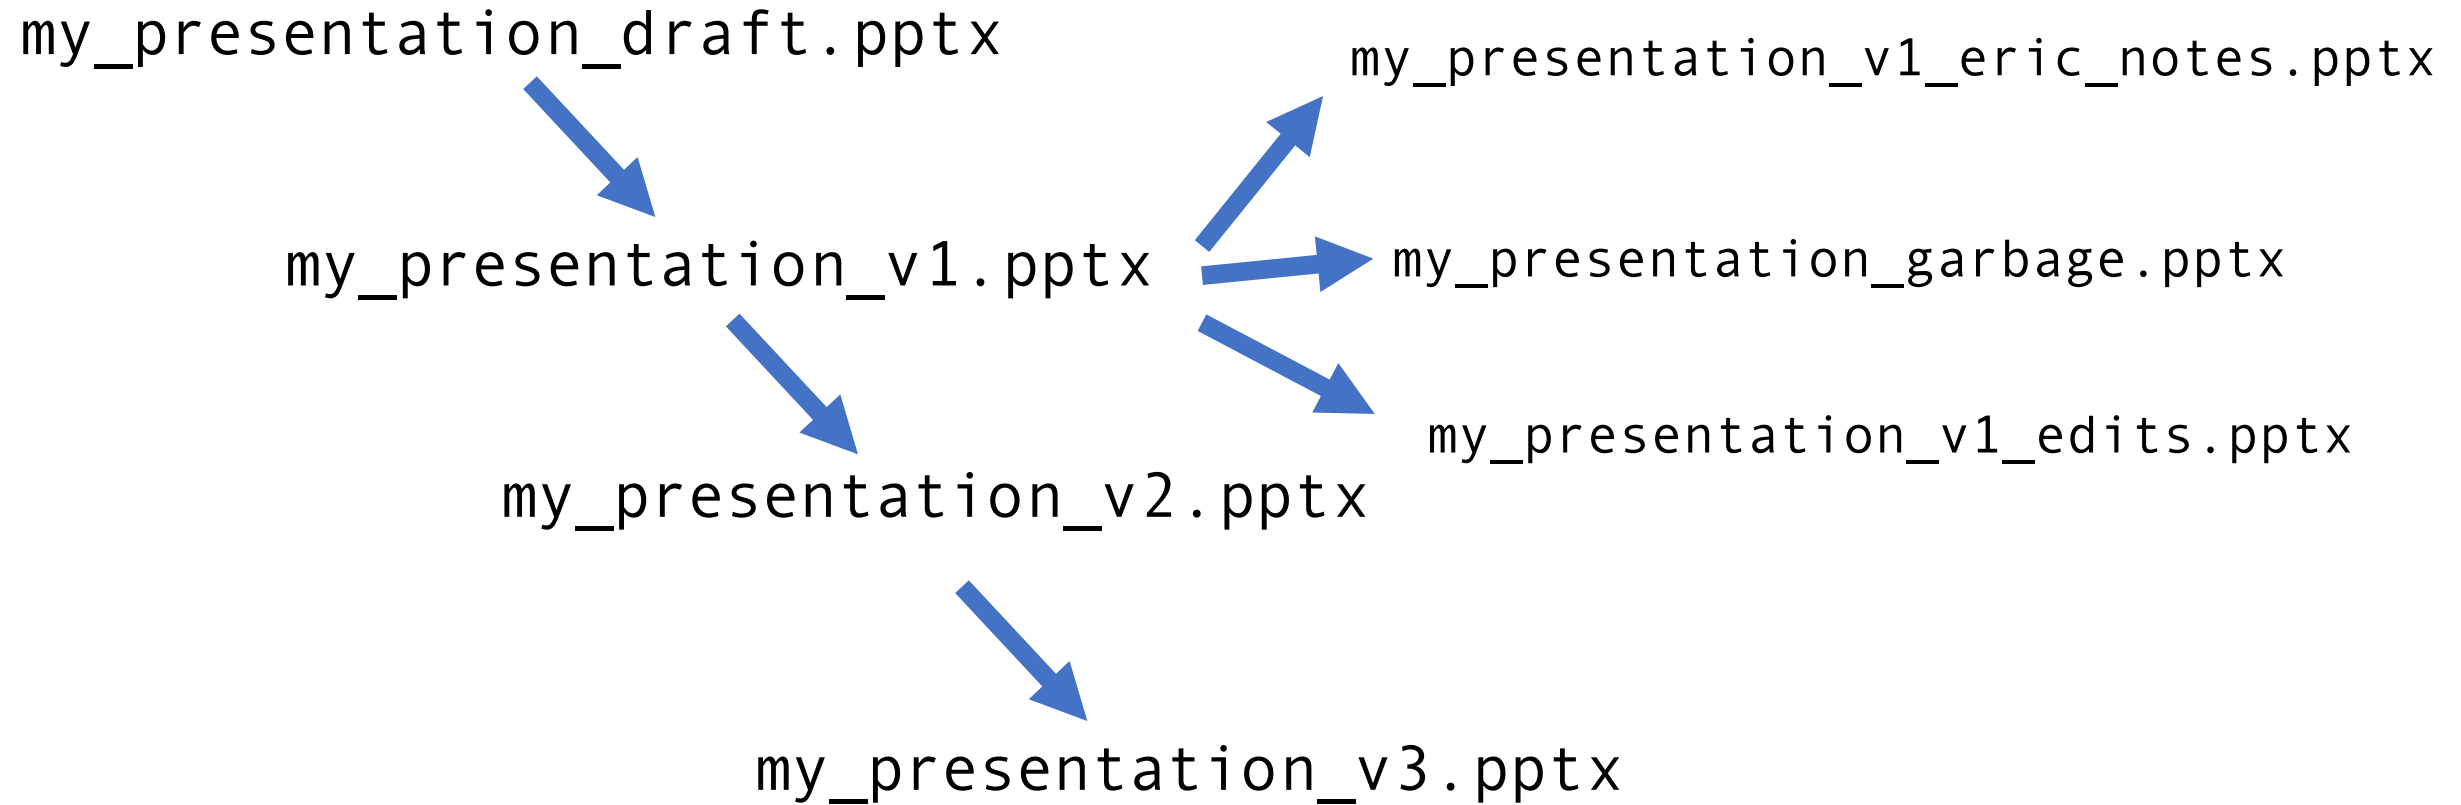 my_presentation_draft.pptx
my_presentation_v1_eric_notes.pptx
my_presentation_v1.pptx
my_presentation_garbage.pptx
my_presentation_v1_edits.pptx
my_presentation_v2.pptx
my_presentation_v3.pptx